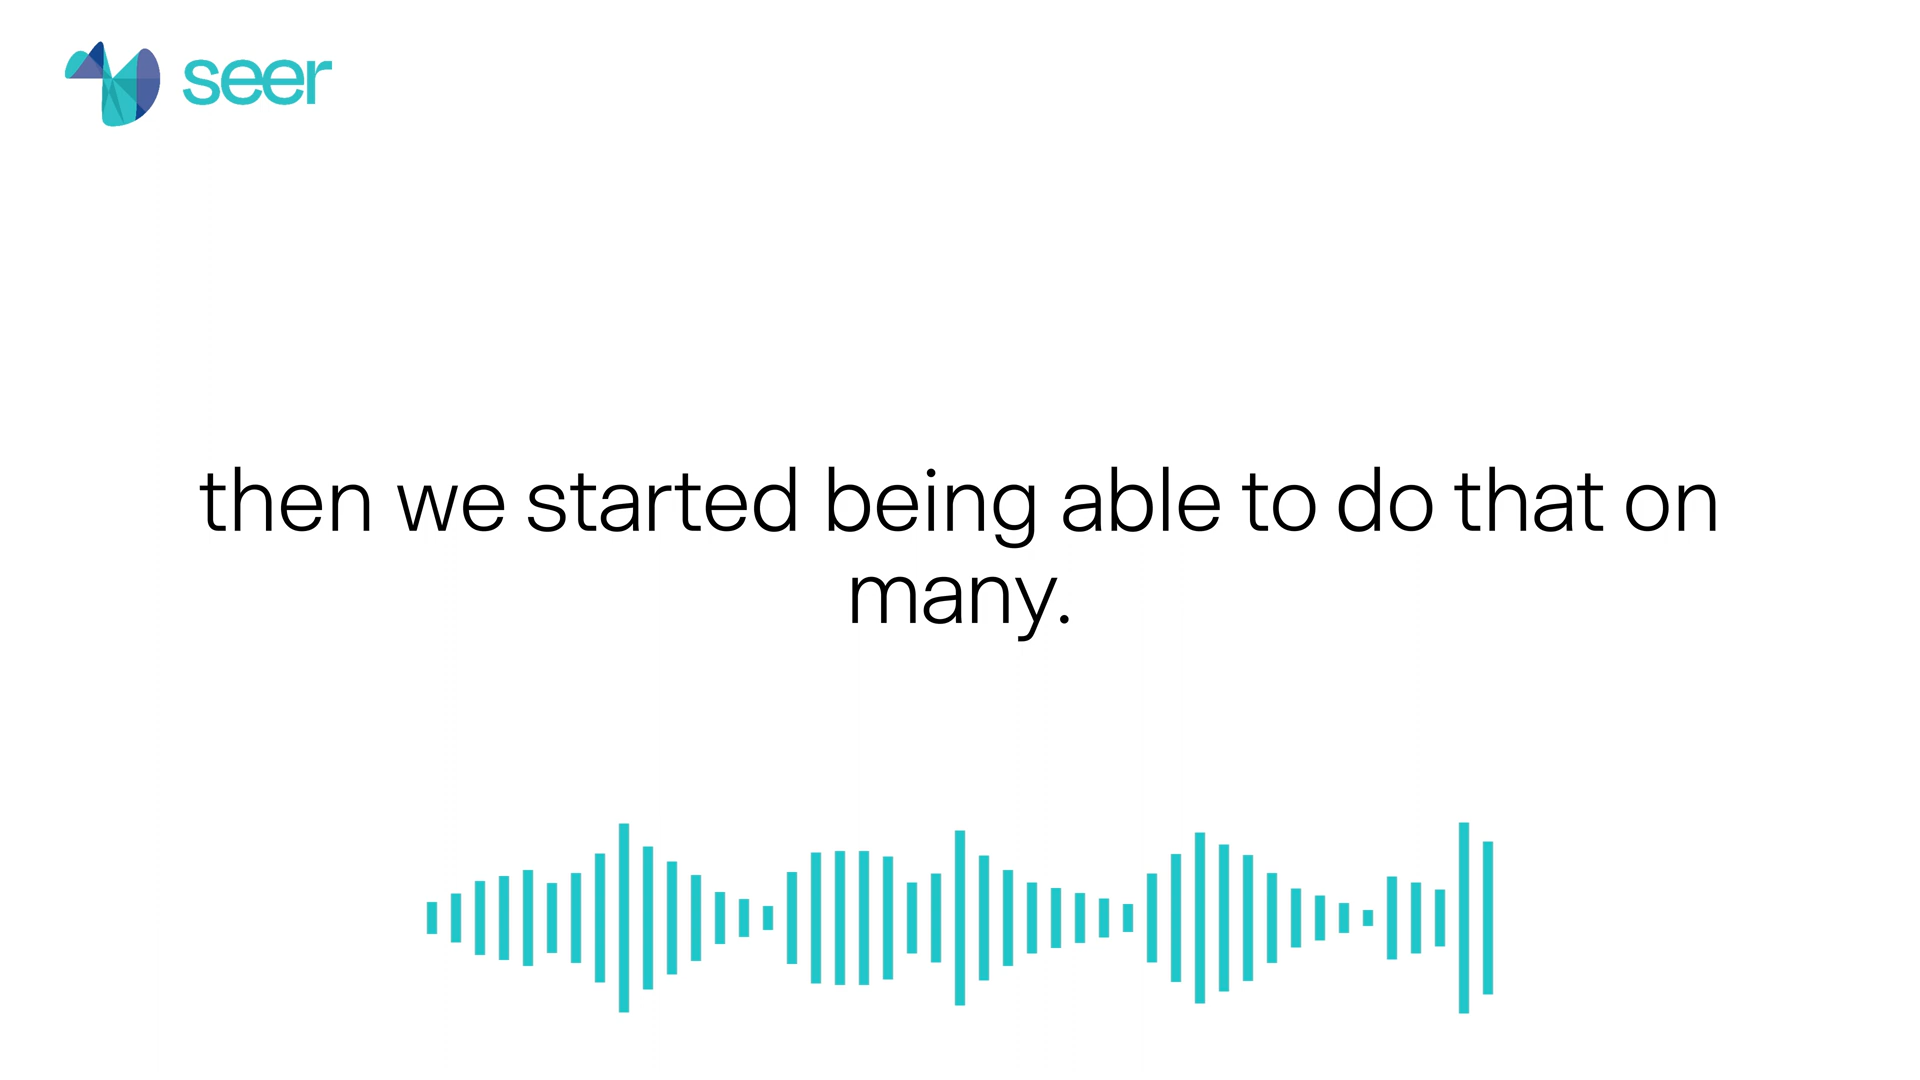 seer
then we started being able to do that on
many.